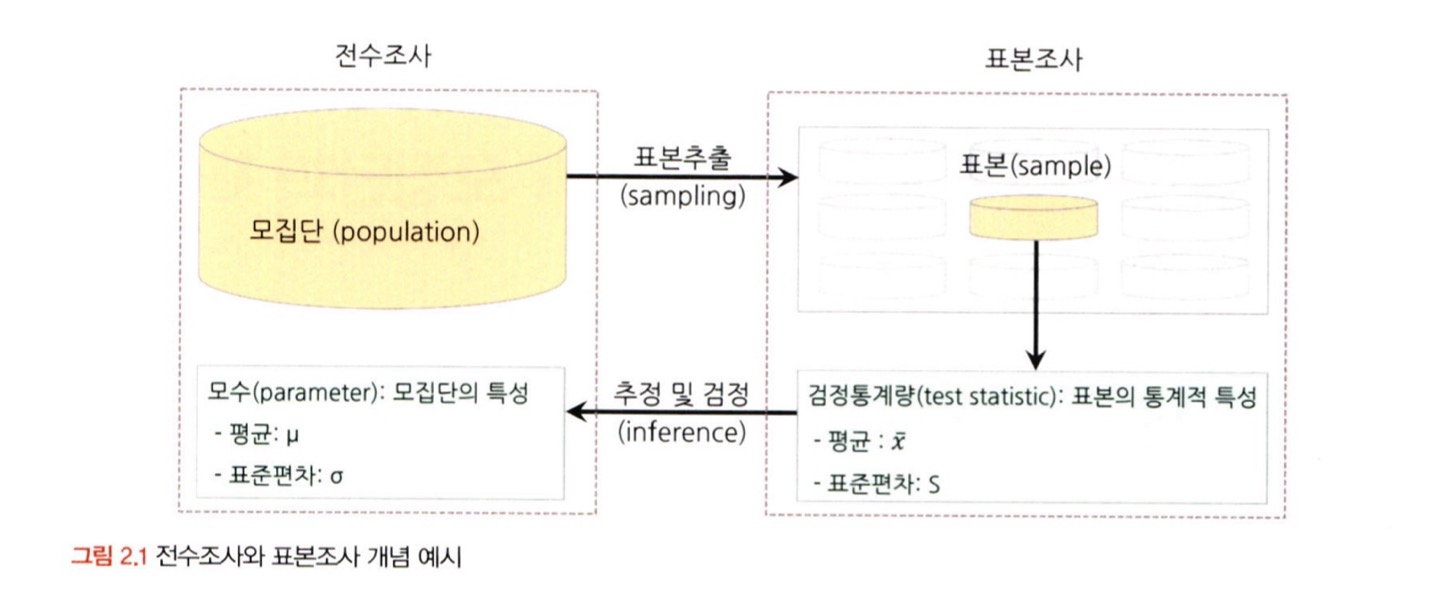 전수조사
표본조사
모집단 (population)
표본추출
(sampling)
표본(sample)
모수(parameter): 모집단의 특성
- 평균: μ
- 표준편차: σ
추정 및 검정
(inference)
검정통계량(test statistic): 표본의 통계적 특성
- 평균 : x̄
- 표준편차: S
그림 2.1 전수조사와 표본조사 개념 예시